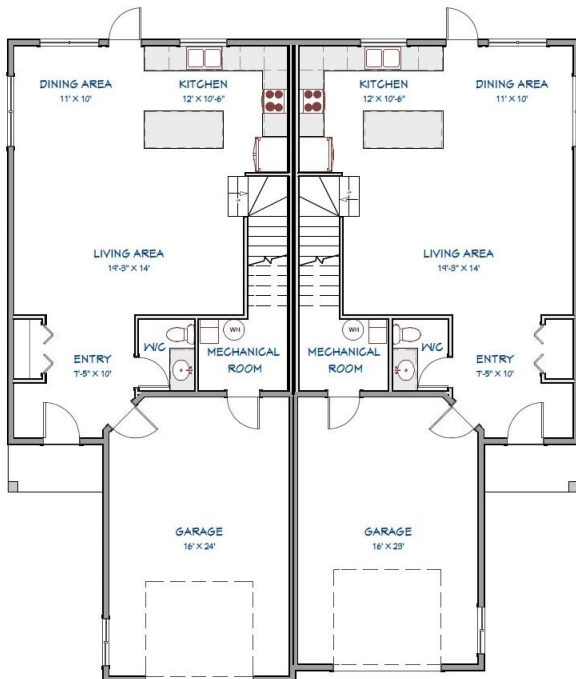 DINING AREA
11' X 10'
KITCHEN
12' X 10'-6"
KITCHEN
12' X 10'-6"
DINING AREA
11' X 10'
LIVING AREA
19'-3" X 14'
LIVING AREA
19'-3" X 14'
ENTRY
7'-5" X 10'
W/C
WH
MECHANICAL
ROOM
WH
MECHANICAL
ROOM
W/C
ENTRY
7'-5" X 10'
GARAGE
16' X 24'
GARAGE
16' X 23'